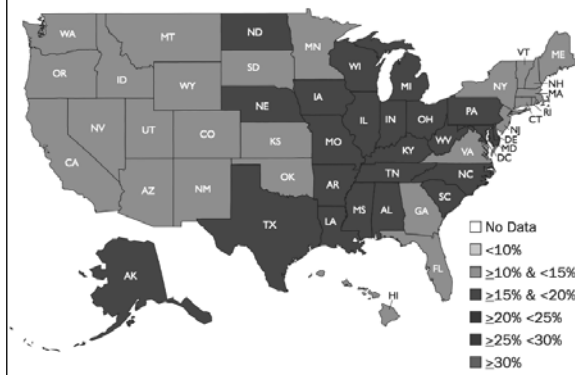 WA
MT
ND
MN
VT
ME
OR
ID
SD
WI
MI
NY
NH
MA
WY
IA
RI
CT
NE
PA
NJ
NV
UT
IL
IN
OH
DE
MD
CO
WV
VA
DC
CA
KS
MO
KY
NC
TN
AZ
NM
OK
AR
SC
MS
AL
GA
TX
LA
No Data
<10%
≥10% & <15%
FL
AK
≥15% & <20%
HI
≥20% <25%
≥25% <30%
≥30%